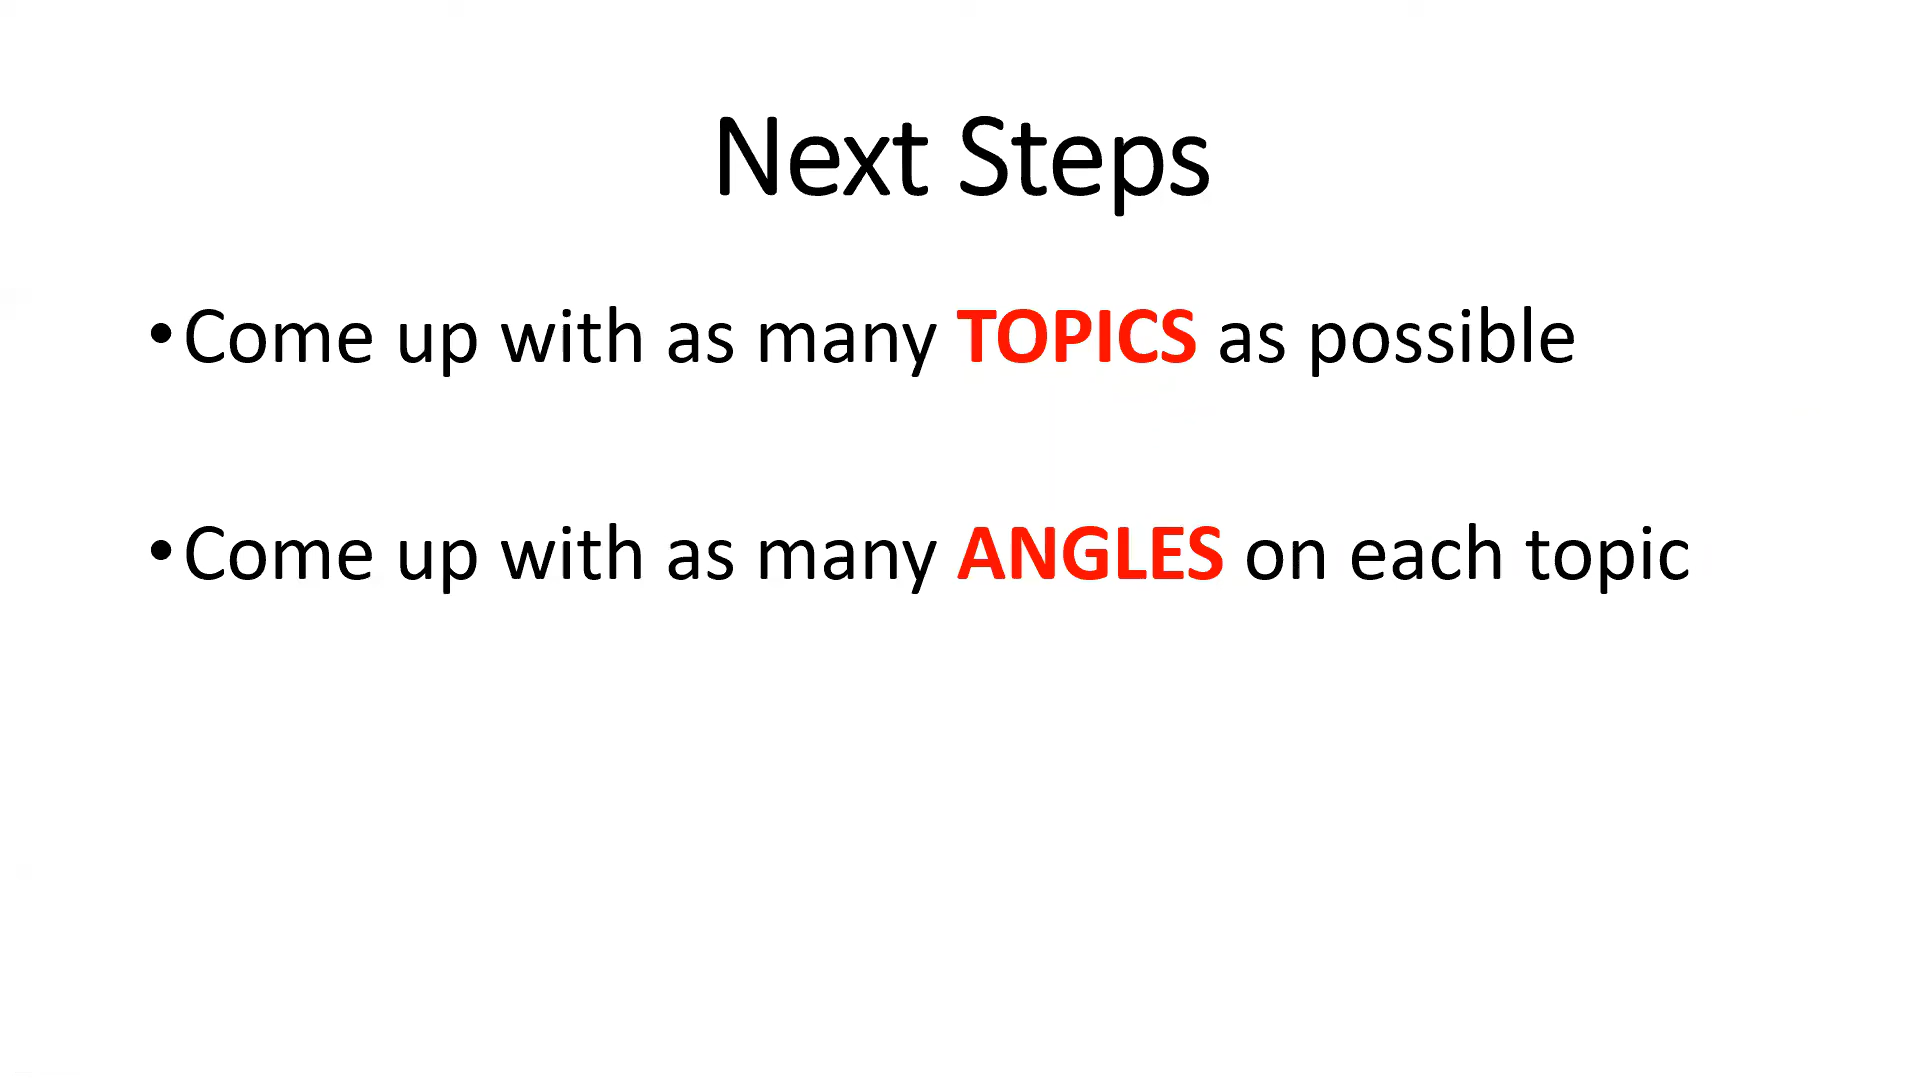 Next Steps
•Come up with as many TOPICS as possible
•Come up with as many ANGLES on each topic